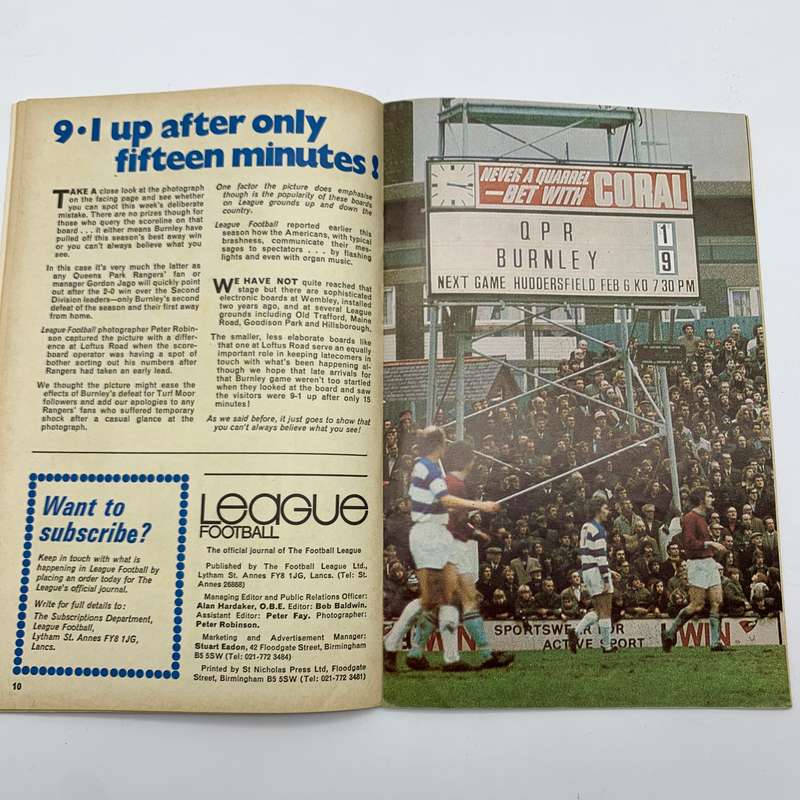 9·1 up after only
fifteen minutes!
TAKE A close look at the photograph
on the facing page and see whether
you can spot this week's deliberate
mistake. There are no prizes though for
those who query the scoreline on that
board . . . it either means Burnley have
pulled off this season's best away win
or you can't always believe what you
see.
In this case it's very much the latter as
any Queens Park Rangers' fan or
manager Gordon Jago will quickly point
out after the 2-0 win over the Second
Division leaders—only Burnley's second
defeat of the season and their first away
from home.
League Football photographer Peter Robin-
son captured the picture with a differ-
ence at Loftus Road when the score-
board operator was having a spot of
bother sorting out his numbers after
Rangers had taken an early lead.
We thought the picture might ease the
effects of Burnley's defeat for Turf Moor
followers and add our apologies to any
Rangers' fans who suffered temporary
shock after a casual glance at the
photograph.
One factor the picture does emphasise
though is the popularity of these boards
on League grounds up and down the
country.
League Football reported earlier this
season how the Americans, with typical
brashness, communicate their mes-
sages to spectators . . . by flashing
lights and even with organ music.
WE HAVE NOT quite reached that
stage but there are sophisticated
electronic boards at Wembley, installed
two years ago, and at several League
grounds including Old Trafford, Maine
Road, Goodison Park and Hillsborough.
The smaller, less elaborate boards like
that one at Loftus Road serve an equally
important role in keeping latecomers in
touch with what's been happening al-
though we hope that late arrivals for
that Burnley game weren't too startled
when they looked at the board and saw
the visitors were 9-1 up after only 15
minutes!
As we said before, it just goes to show that
you can't always believe what you see!
Want to
subscribe?
Keep in touch with what is
happening in League Football by
placing an order today for The
League's official journal.
Write for full details to:
The Subscriptions Department,
League Football,
Lytham St. Annes FY8 1JG,
Lancs.
LEAGUE
FOOTBALL
The official journal of The Football League
Published by The Football League Ltd.,
Lytham St. Annes FY8 1JG, Lancs. (Tel: St.
Annes 26868)
Managing Editor and Public Relations Officer:
Alan Hardaker, O.B.E. Editor: Bob Baldwin,
Assistant Editor: Peter Fay. Photographer:
Peter Robinson.
Marketing and Advertisement Manager:
Stuart Eadon, 42 Floodgate Street, Birmingham
B5 5SW (Tel: 021-772 3484)
Printed by St Nicholas Press Ltd, Floodgate
Street, Birmingham B5 5SW (Tel: 021-772 3481)
10
NEVER A QUARREL
—BET WITH CORAL
QPR 1
BURNLEY 9
NEXT GAME HUDDERSFIELD FEB 6 KO 7 30 PM
SPORTSWEAR FOR
ACTIVE SPORT